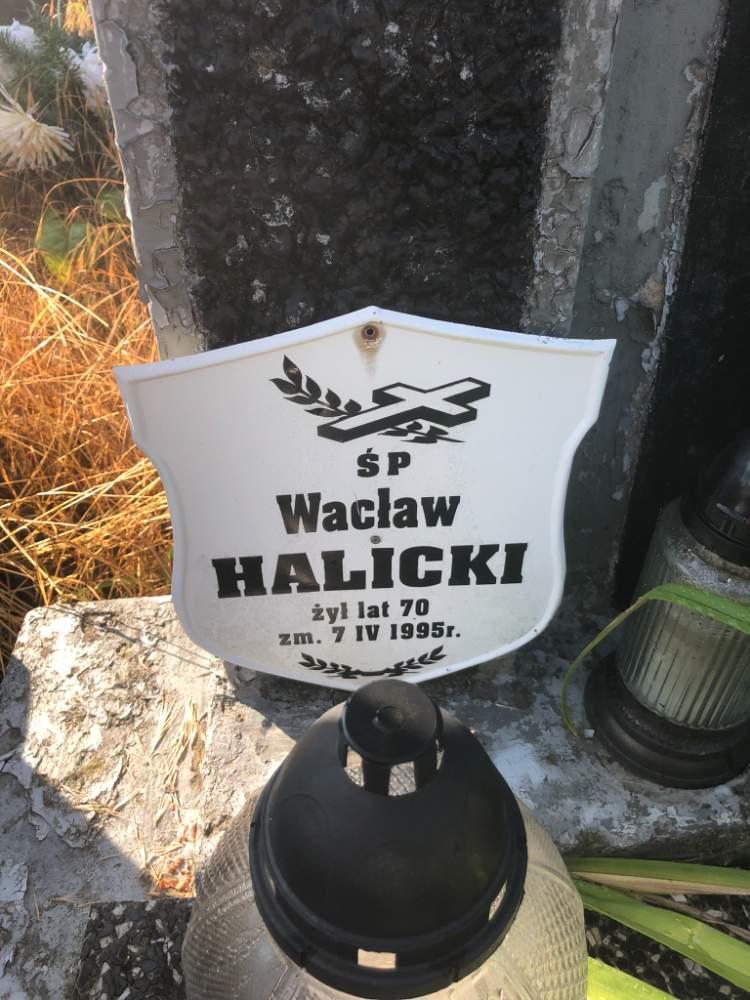 ŚP
Wacław
HALICKI
żył lat 70
zm. 7 IV 1995r.